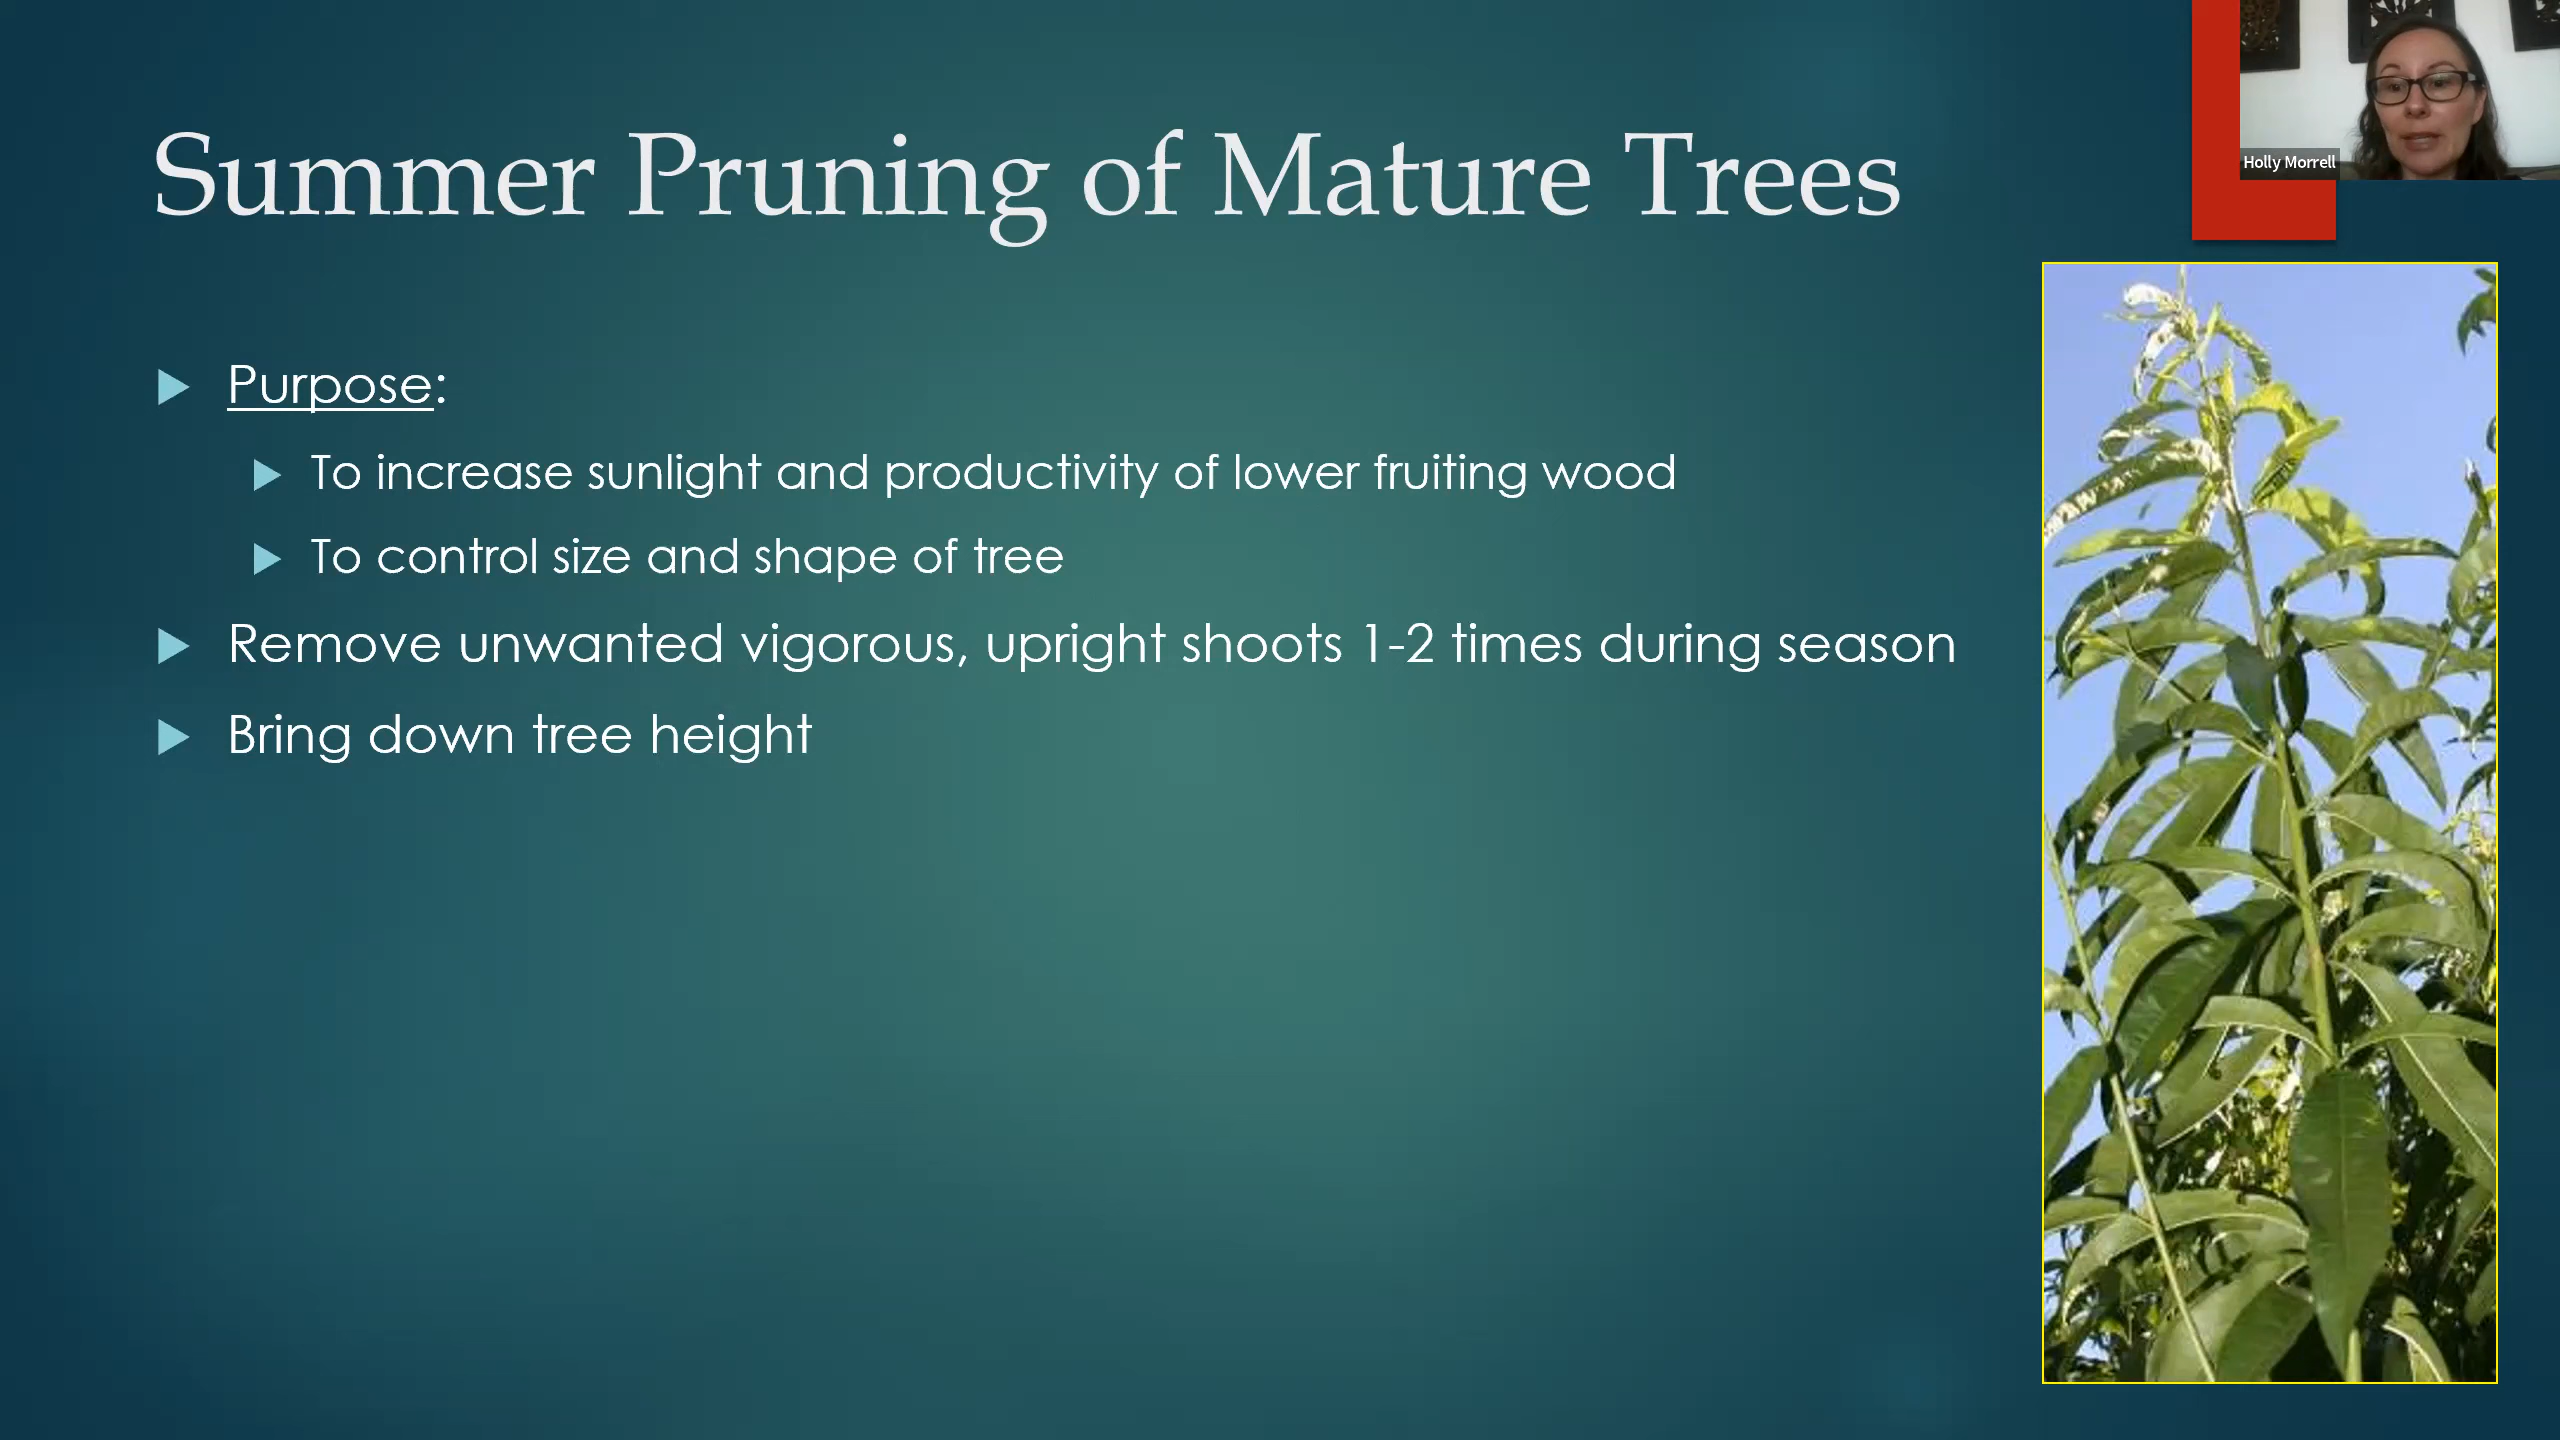 Summer Pruning of Mature Trees
Holly Morrell
Purpose:
To increase sunlight and productivity of lower fruiting wood
To control size and shape of tree
Remove unwanted vigorous, upright shoots 1-2 times during season
Bring down tree height